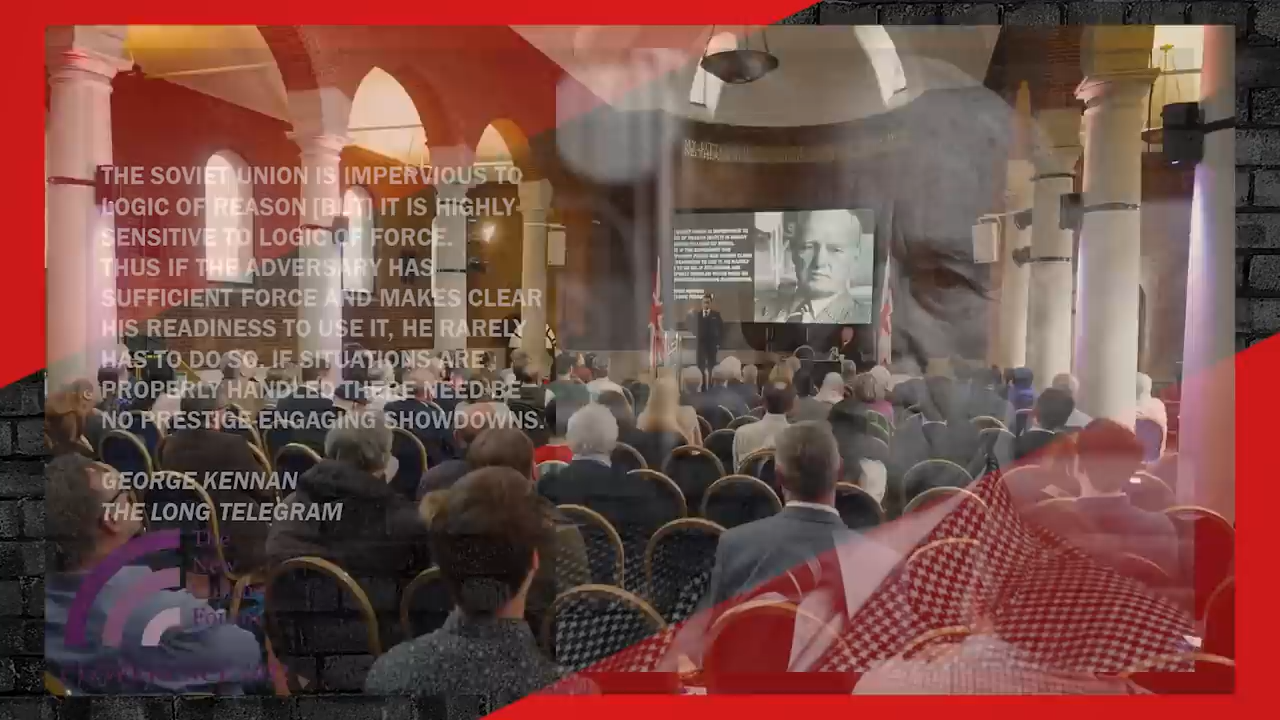 THE SOVIET UNION IS IMPERVIOUS TO
LOGIC OF REASON [BUT] IT IS HIGHLY
SENSITIVE TO LOGIC OF FORCE.
THUS IF THE ADVERSARY HAS
SUFFICIENT FORCE AND MAKES CLEAR
HIS READINESS TO USE IT, HE RARELY
HAS TO DO SO. IF SITUATIONS ARE
PROPERLY HANDLED THERE NEED BE
NO PRESTIGE-ENGAGING SHOWDOWNS.
GEORGE KENNAN
THE LONG TELEGRAM
The
New